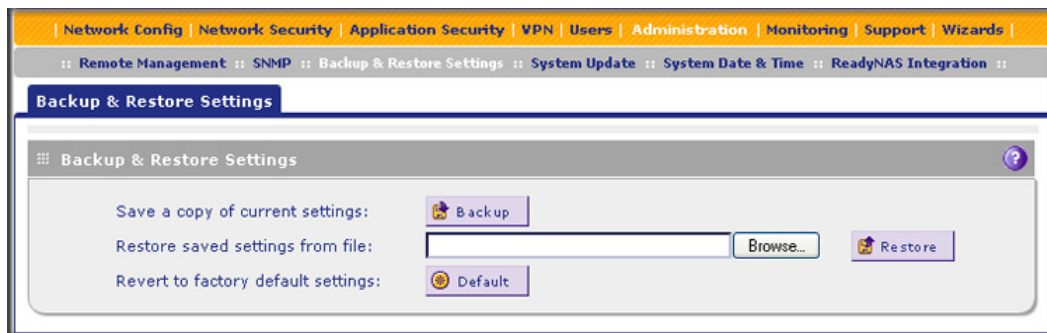 | Network Config | Network Security | Application Security | VPN | Users | Administration | Monitoring | Support | Wizards |
:: Remote Management :: SNMP :: Backup & Restore Settings :: System Update :: System Date & Time :: ReadyNAS Integration ::
Backup & Restore Settings
Backup & Restore Settings ?
Save a copy of current settings: Backup
Restore saved settings from file: Browse... Restore
Revert to factory default settings: Default